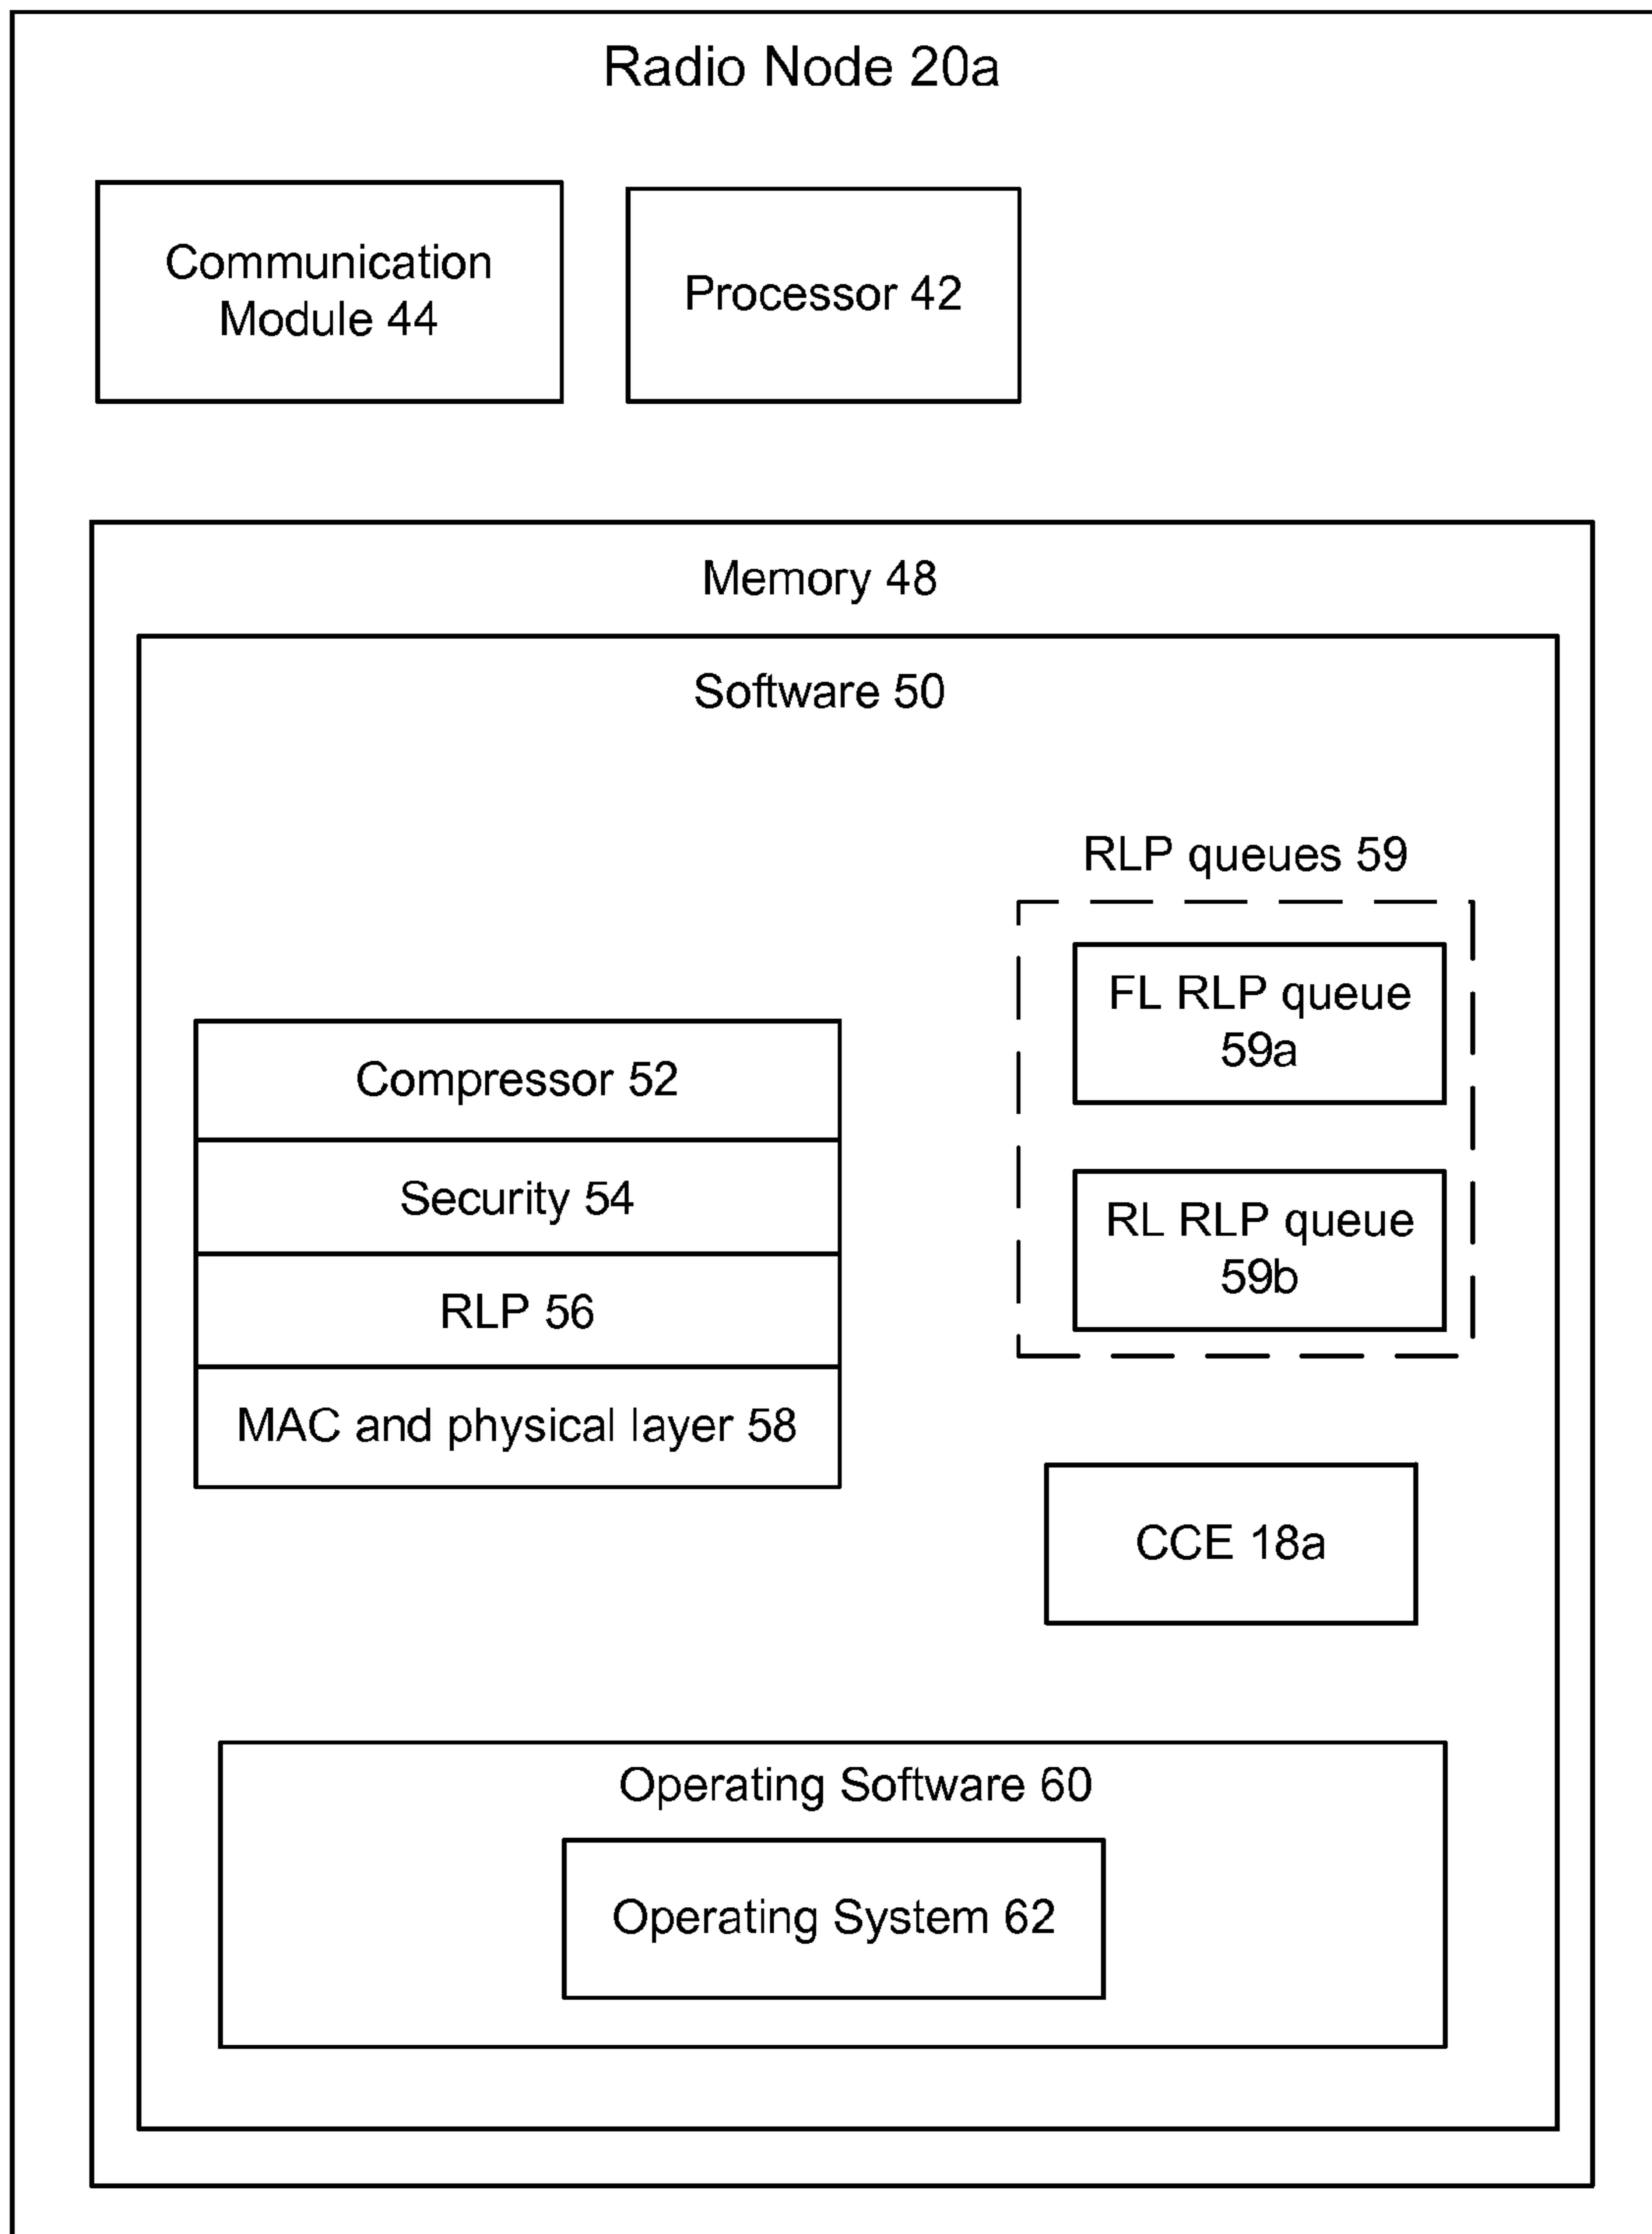 Radio Node 20a
Communication
Module 44
Processor 42
Memory 48
Software 50
RLP queues 59
FL RLP queue
59a
RL RLP queue
59b
Compressor 52
Security 54
RLP 56
MAC and physical layer 58
CCE 18a
Operating Software 60
Operating System 62